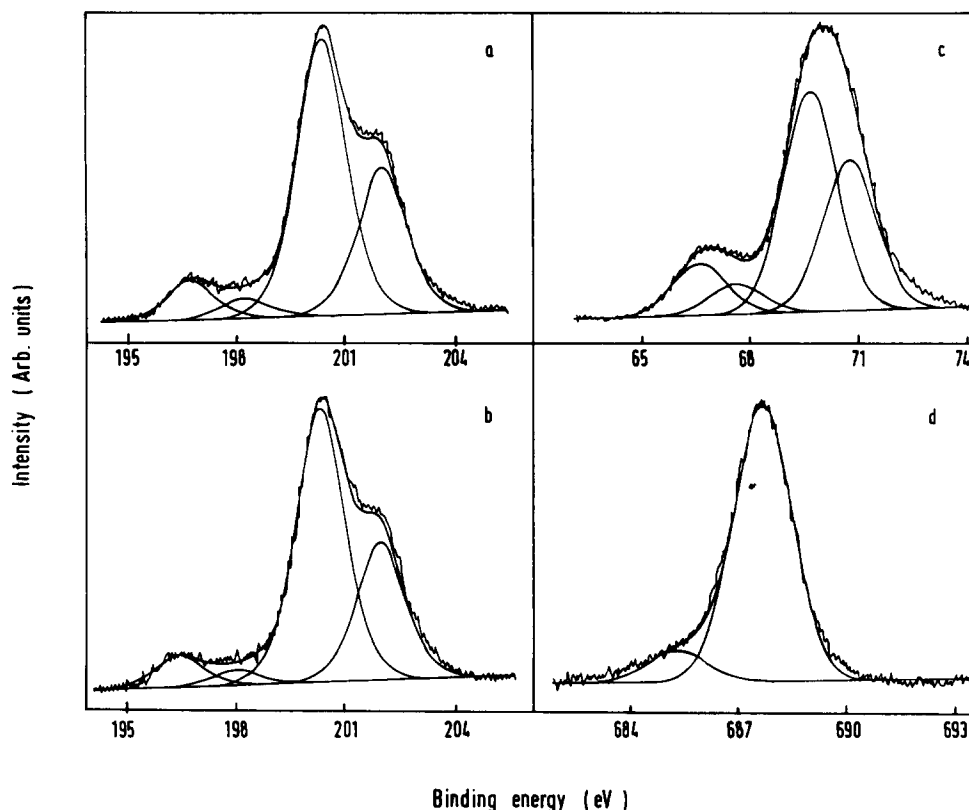 a
c
195 198 201 204
65 68 71 74
b
d
195 198 201 204
684 687 690 693
Intensity ( Arb. units )
Binding energy ( eV )